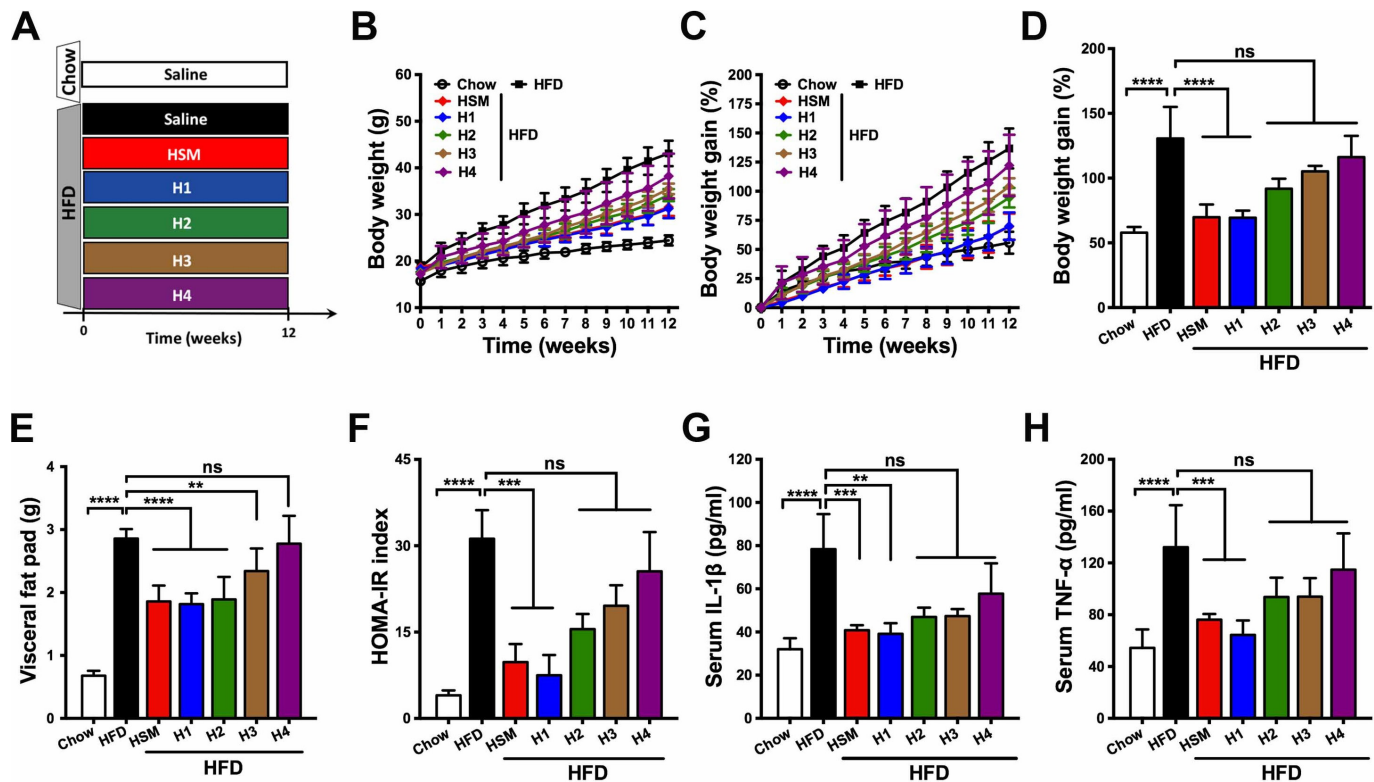 A
Chow
Saline
HFD
Saline
HSM
H1
H2
H3
H4
0
12
Time (weeks)
B
Body weight (g)
60
50
40
30
20
10
Chow
HFD
HSM
H1
H2
H3
H4
HFD
0 1 2 3 4 5 6 7 8 9 10 11 12
Time (weeks)
C
Body weight gain (%)
200
175
150
125
100
75
50
25
0
Chow
HFD
HSM
H1
H2
H3
H4
HFD
0 1 2 3 4 5 6 7 8 9 10 11 12
Time (weeks)
D
Body weight gain (%)
200
150
100
50
0
ns
**** ****
Chow HFD HSM H1 H2 H3 H4
HFD
E
Visceral fat pad (g)
4
3
2
1
0
ns
**
**** ****
Chow HFD HSM H1 H2 H3 H4
HFD
F
HOMA-IR index
45
30
15
0
ns
**** ***
Chow HFD HSM H1 H2 H3 H4
HFD
G
Serum IL-1β (pg/ml)
120
100
80
60
40
20
0
ns
**
**** ***
Chow HFD HSM H1 H2 H3 H4
HFD
H
Serum TNF-α (pg/ml)
200
160
120
80
40
0
ns
**** ***
Chow HFD HSM H1 H2 H3 H4
HFD